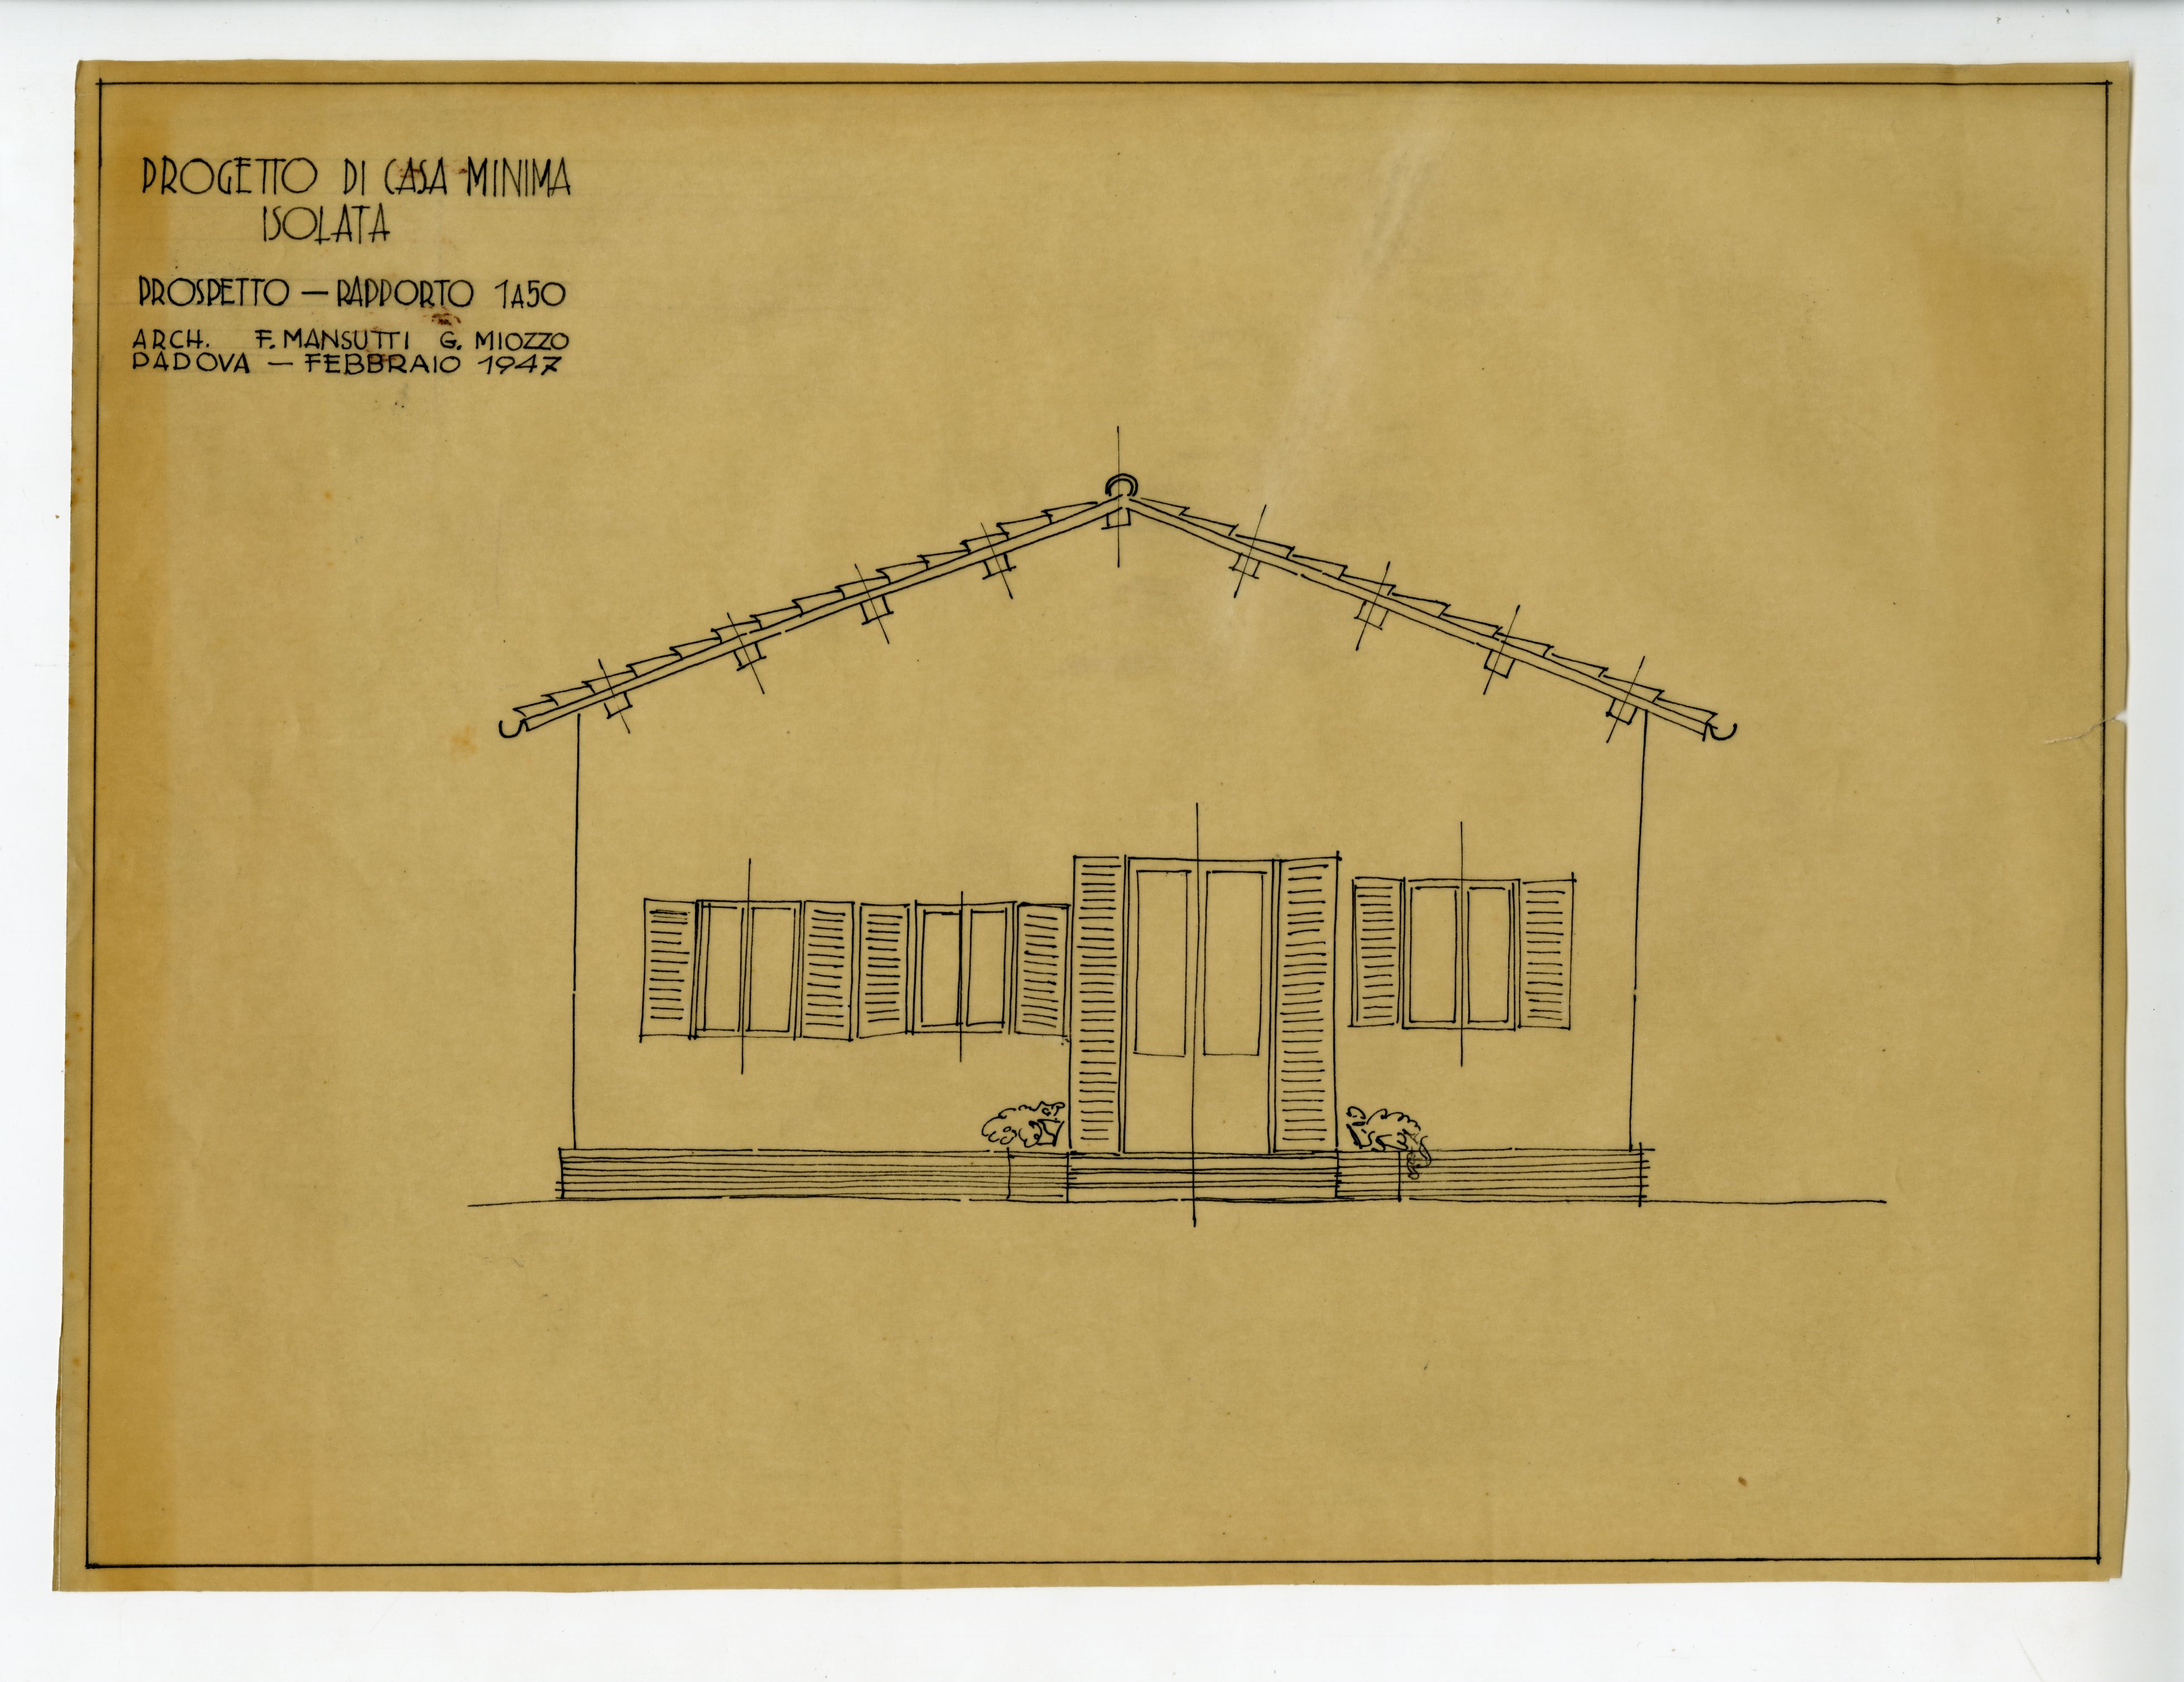 PROGETTO DI CASA MINIMA
ISOLATA
PROSPETTO — RAPPORTO 1A50
ARCH. F. MANSUTTI G. MIOZZO
PADOVA — FEBBRAIO 1947